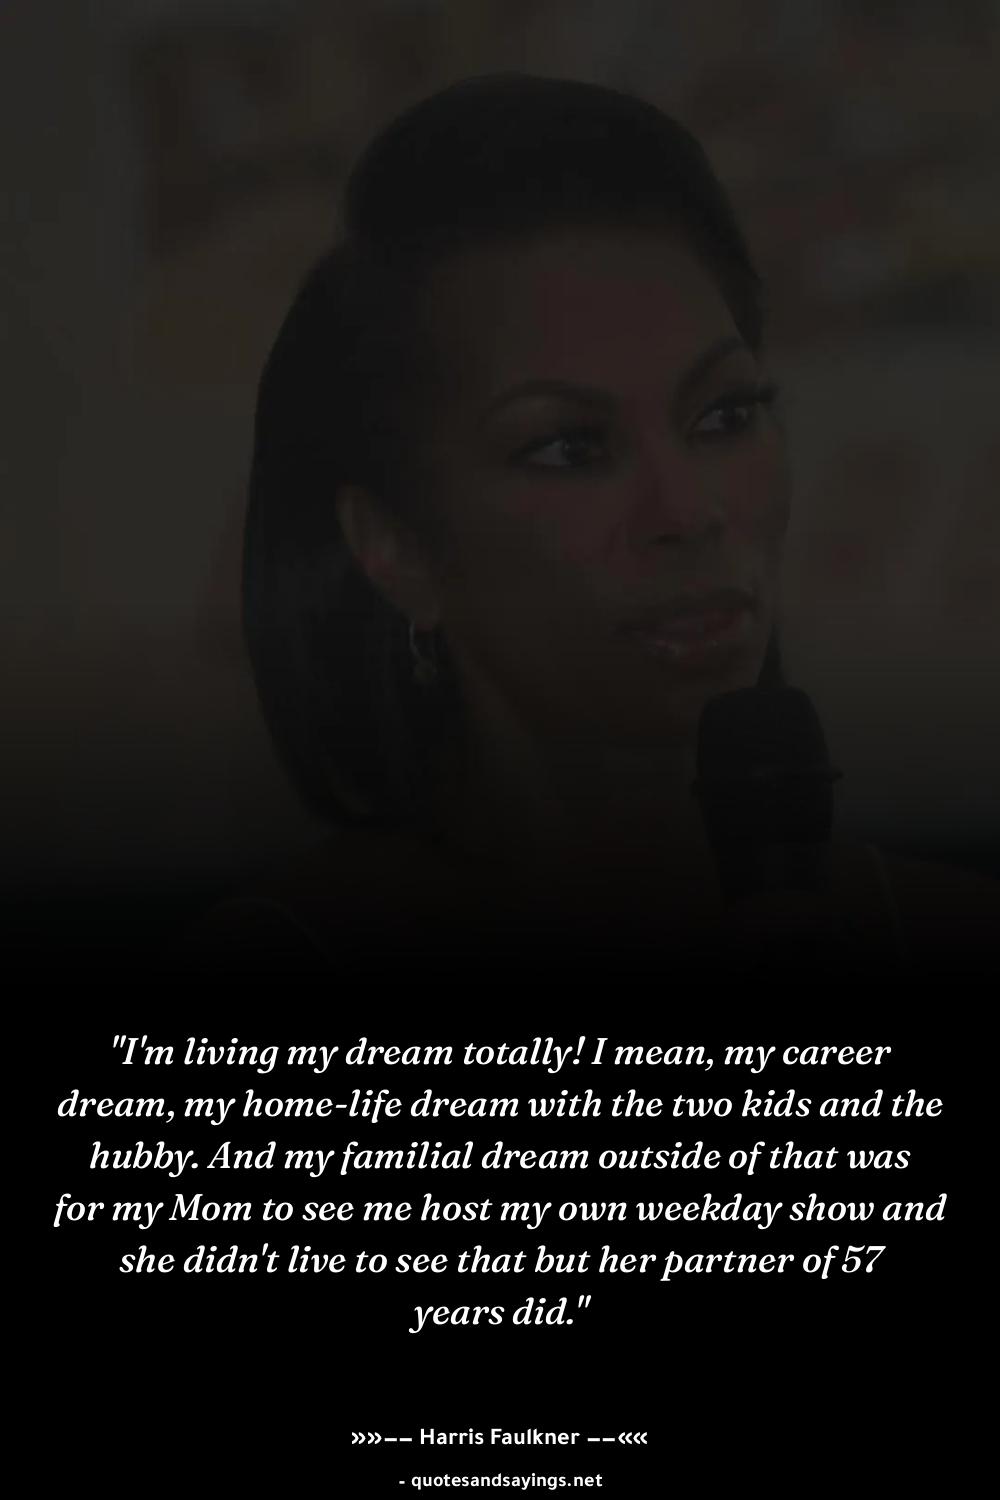 "I'm living my dream totally! I mean, my career
dream, my home-life dream with the two kids and the
hubby. And my familial dream outside of that was
for my Mom to see me host my own weekday show and
she didn't live to see that but her partner of 57
years did."
»»–– Harris Faulkner ––««
- quotesandsayings.net